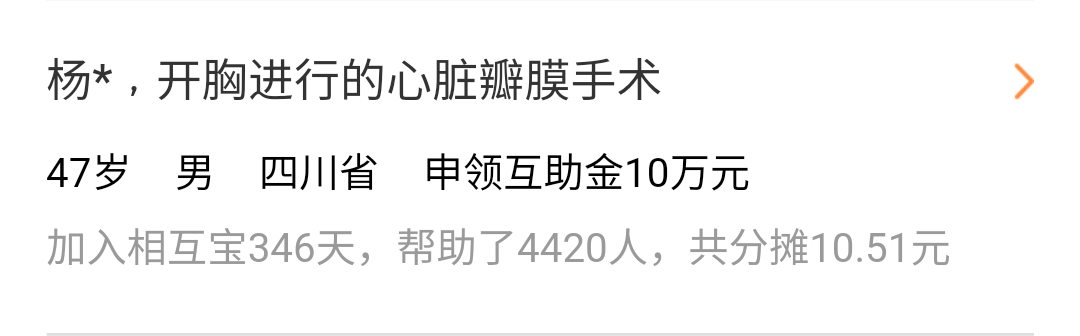 杨*，开胸进行的心脏瓣膜手术
47岁 男 四川省 申领互助金10万元
加入相互宝346天，帮助了4420人，共分摊10.51元